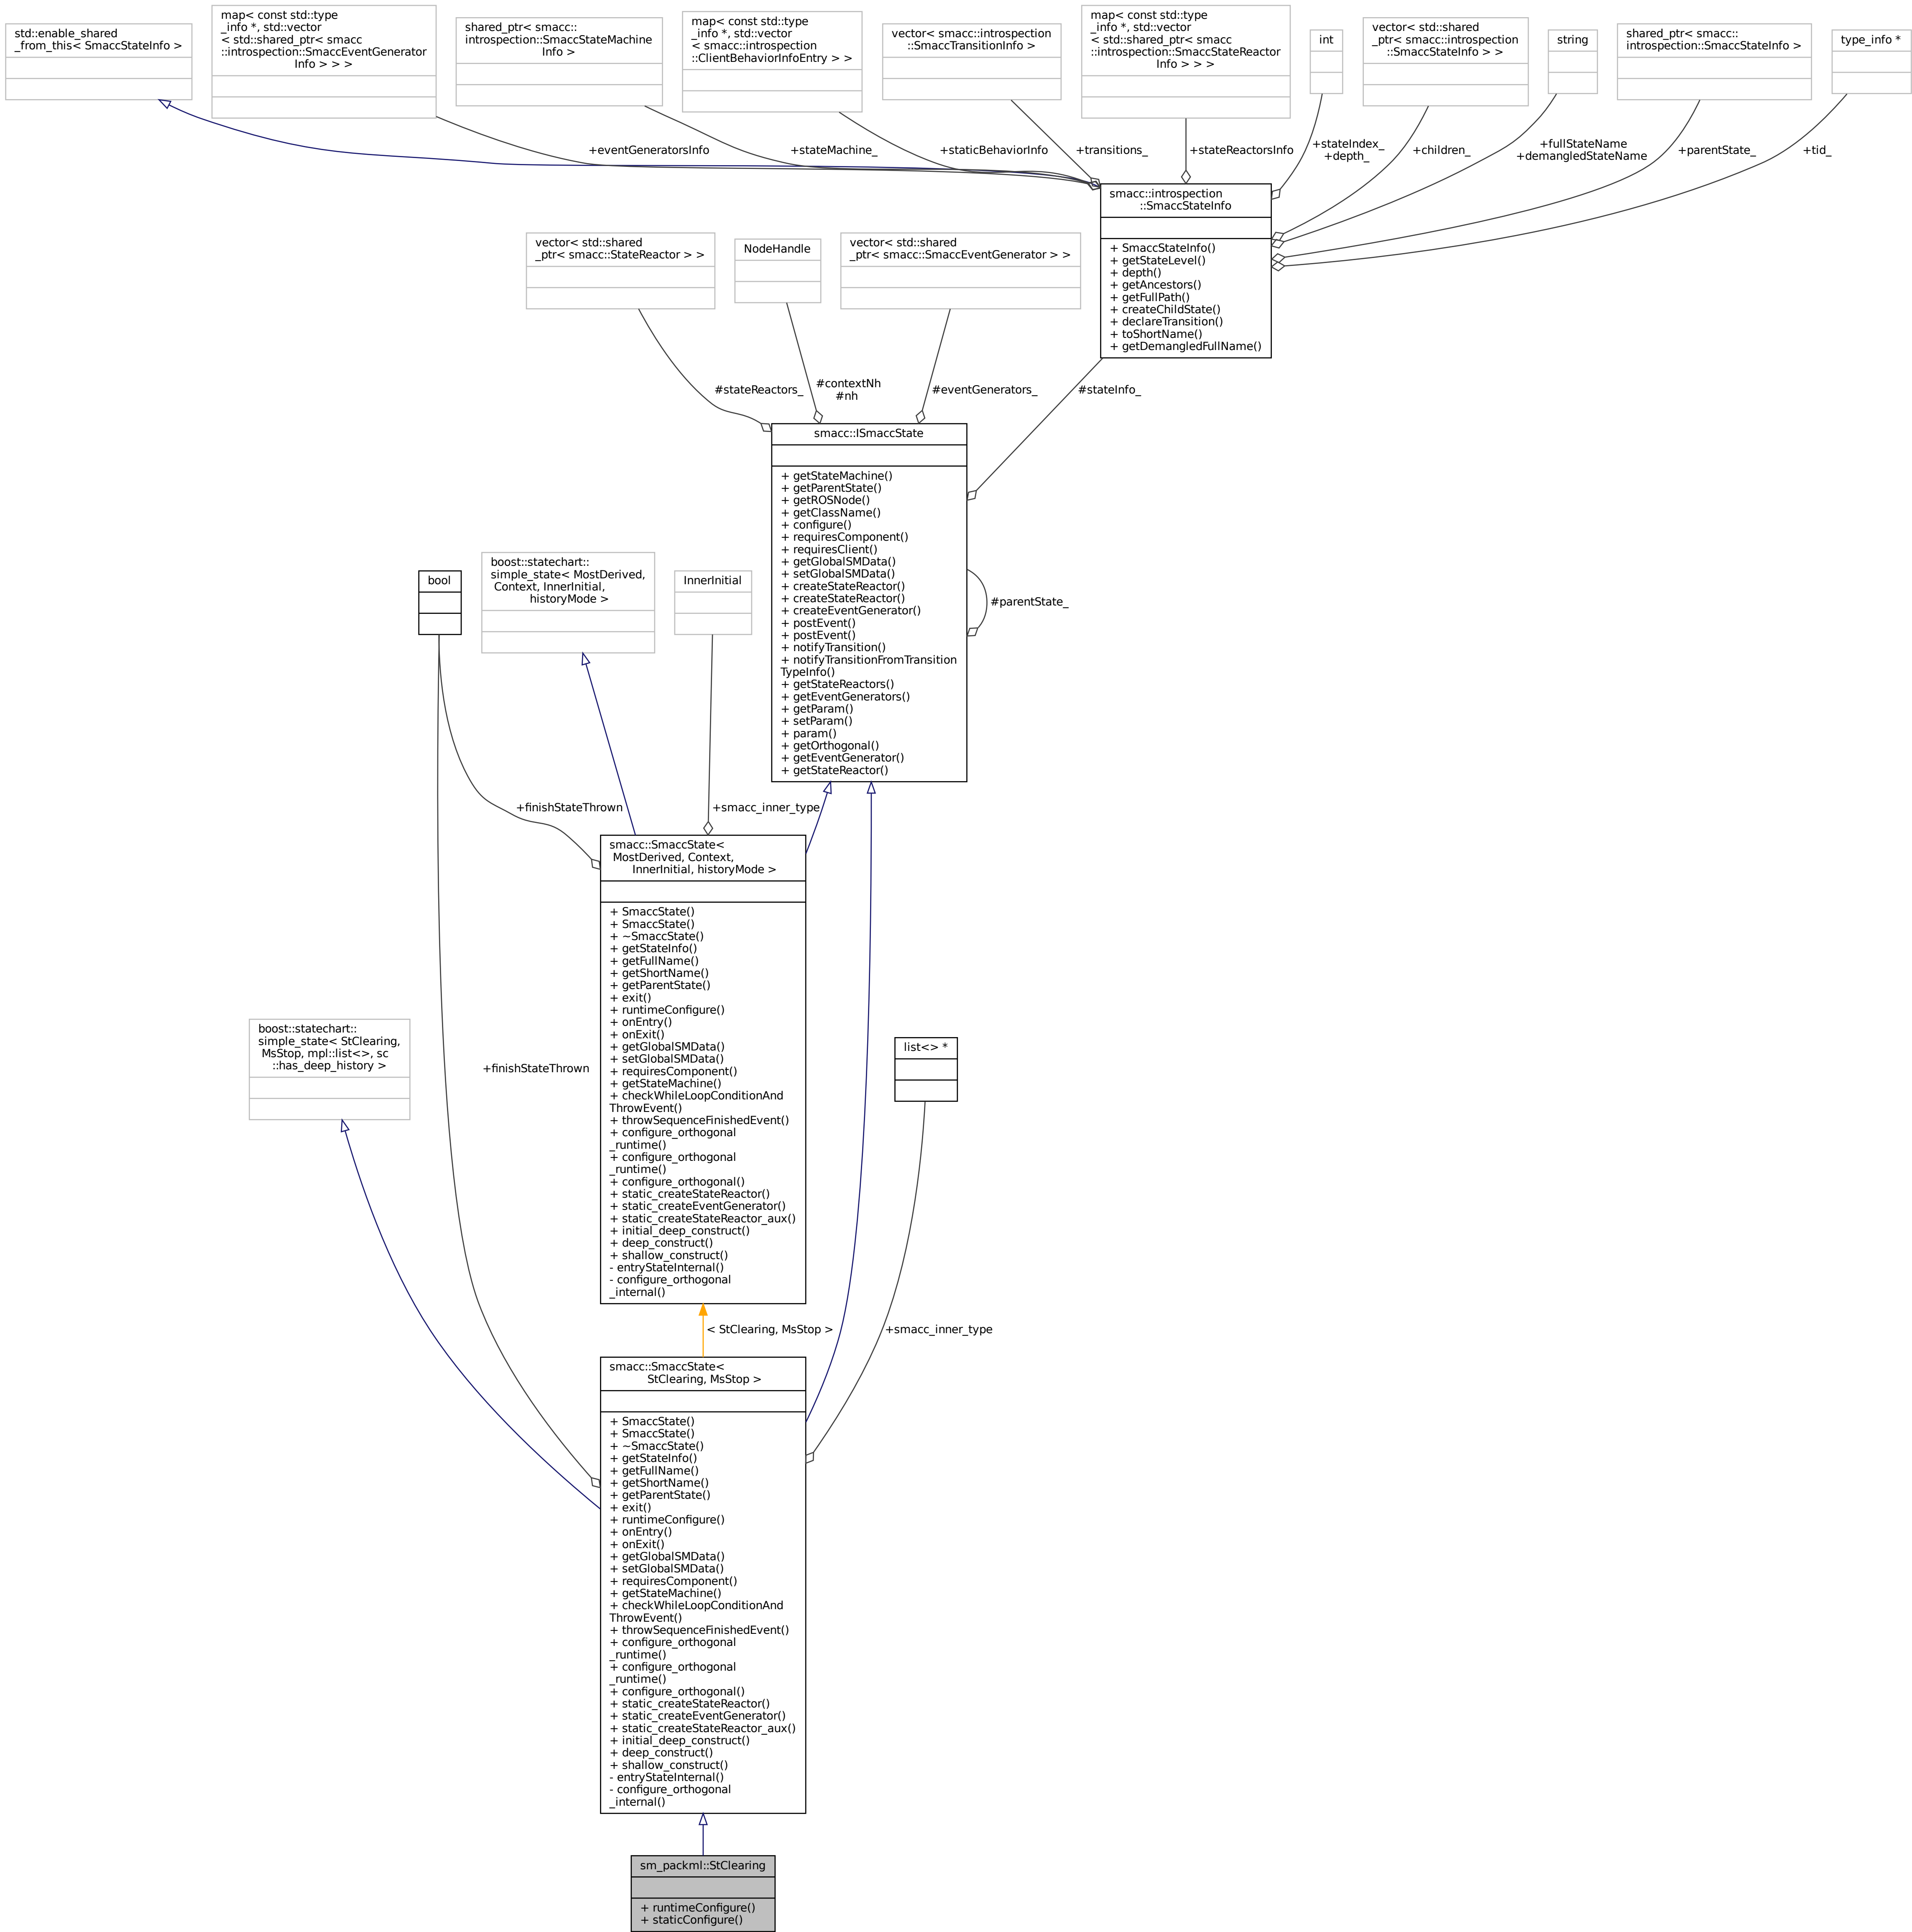 std::enable_shared
_from_this< SmaccStateInfo >
map< const std::type
_info *, std::vector
< std::shared_ptr< smacc
::introspection::SmaccEventGenerator
Info > > >
shared_ptr< smacc::
introspection::SmaccStateMachine
Info >
map< const std::type
_info *, std::vector
< smacc::introspection
::ClientBehaviorInfoEntry > >
vector< smacc::introspection
::SmaccTransitionInfo >
map< const std::type
_info *, std::vector
< std::shared_ptr< smacc
::introspection::SmaccStateReactor
Info > > >
int
vector< std::shared
_ptr< smacc::introspection
::SmaccStateInfo > >
string
shared_ptr< smacc::
introspection::SmaccStateInfo >
type_info *
+eventGeneratorsInfo
+stateMachine_
+staticBehaviorInfo
+transitions_
+stateReactorsInfo
+stateIndex_
+depth_
+children_
+fullStateName
+demangledStateName
+parentState_
+tid_
smacc::introspection
::SmaccStateInfo
+ SmaccStateInfo()
+ getStateLevel()
+ depth()
+ getAncestors()
+ getFullPath()
+ createChildState()
+ declareTransition()
+ toShortName()
+ getDemangledFullName()
vector< std::shared
_ptr< smacc::StateReactor > >
NodeHandle
vector< std::shared
_ptr< smacc::SmaccEventGenerator > >
#stateReactors_
#contextNh
#nh
#eventGenerators_
#stateInfo_
smacc::ISmaccState
+ getStateMachine()
+ getParentState()
+ getROSNode()
+ getClassName()
+ configure()
+ requiresComponent()
+ requiresClient()
+ getGlobalSMData()
+ setGlobalSMData()
+ createStateReactor()
+ createStateReactor()
+ createEventGenerator()
+ postEvent()
+ postEvent()
+ notifyTransition()
+ notifyTransitionFromTransition
TypeInfo()
+ getStateReactors()
+ getEventGenerators()
+ getParam()
+ setParam()
+ param()
+ getOrthogonal()
+ getEventGenerator()
+ getStateReactor()
#parentState_
bool
boost::statechart::
simple_state< MostDerived,
Context, InnerInitial,
historyMode >
InnerInitial
+finishStateThrown
+smacc_inner_type
smacc::SmaccState<
MostDerived, Context,
InnerInitial, historyMode >
+ SmaccState()
+ SmaccState()
+ ~SmaccState()
+ getStateInfo()
+ getFullName()
+ getShortName()
+ getParentState()
+ exit()
+ runtimeConfigure()
+ onEntry()
+ onExit()
+ getGlobalSMData()
+ setGlobalSMData()
+ requiresComponent()
+ getStateMachine()
+ checkWhileLoopConditionAnd
ThrowEvent()
+ throwSequenceFinishedEvent()
+ configure_orthogonal
_runtime()
+ configure_orthogonal
_runtime()
+ configure_orthogonal()
+ static_createStateReactor()
+ static_createEventGenerator()
+ static_createStateReactor_aux()
+ initial_deep_construct()
+ deep_construct()
+ shallow_construct()
- entryStateInternal()
- configure_orthogonal
_internal()
boost::statechart::
simple_state< StClearing,
MsStop, mpl::list<>, sc
::has_deep_history >
+finishStateThrown
list<> *
< StClearing, MsStop >
+smacc_inner_type
smacc::SmaccState<
StClearing, MsStop >
+ SmaccState()
+ SmaccState()
+ ~SmaccState()
+ getStateInfo()
+ getFullName()
+ getShortName()
+ getParentState()
+ exit()
+ runtimeConfigure()
+ onEntry()
+ onExit()
+ getGlobalSMData()
+ setGlobalSMData()
+ requiresComponent()
+ getStateMachine()
+ checkWhileLoopConditionAnd
ThrowEvent()
+ throwSequenceFinishedEvent()
+ configure_orthogonal
_runtime()
+ configure_orthogonal
_runtime()
+ configure_orthogonal()
+ static_createStateReactor()
+ static_createEventGenerator()
+ static_createStateReactor_aux()
+ initial_deep_construct()
+ deep_construct()
+ shallow_construct()
- entryStateInternal()
- configure_orthogonal
_internal()
sm_packml::StClearing
+ runtimeConfigure()
+ staticConfigure()